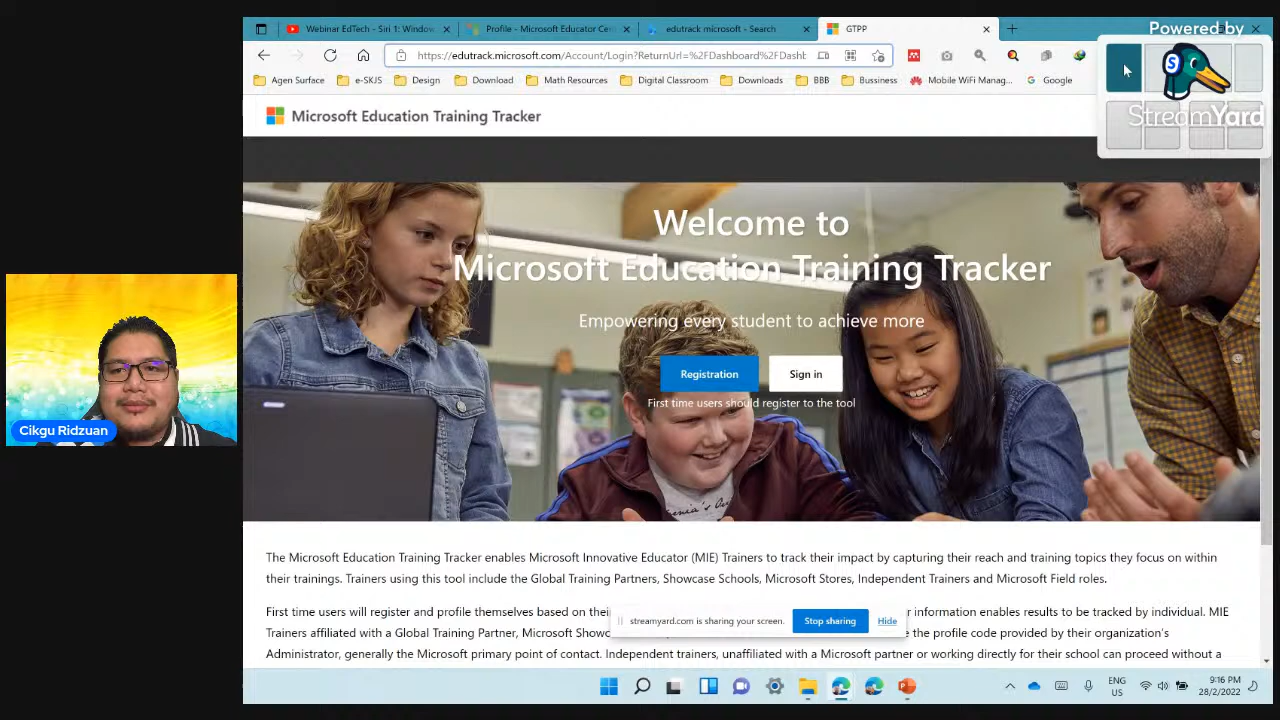 Webinar EdTech - Siri 1: Window
Profile - Microsoft Educator Cen
edutrack microsoft - Search
GTPP
Powered by
https://edutrack.microsoft.com/Account/Login?ReturnUrl=%2FDashboard%2FDashb
Agen Surface
e-SKJS
Design
Download
Math Resources
Digital Classroom
Downloads
BBB
Bussiness
Mobile WiFi Manag...
Google
StreamYard
Microsoft Education Training Tracker
Welcome to
Microsoft Education Training Tracker
Empowering every student to achieve more
Registration
Sign in
First time users should register to the tool
Cikgu Ridzuan
The Microsoft Education Training Tracker enables Microsoft Innovative Educator (MIE) Trainers to track their impact by capturing their reach and training topics they focus on within
their trainings. Trainers using this tool include the Global Training Partners, Showcase Schools, Microsoft Stores, Independent Trainers and Microsoft Field roles.
First time users will register and profile themselves based on their information enables results to be tracked by individual. MIE
streamyard.com is sharing your screen.
Stop sharing
Hide
Trainers affiliated with a Global Training Partner, Microsoft Showc the profile code provided by their organization's
Administrator, generally the Microsoft primary point of contact. Independent trainers, unaffiliated with a Microsoft partner or working directly for their school can proceed without a
ENG
US
9:16 PM
28/2/2022